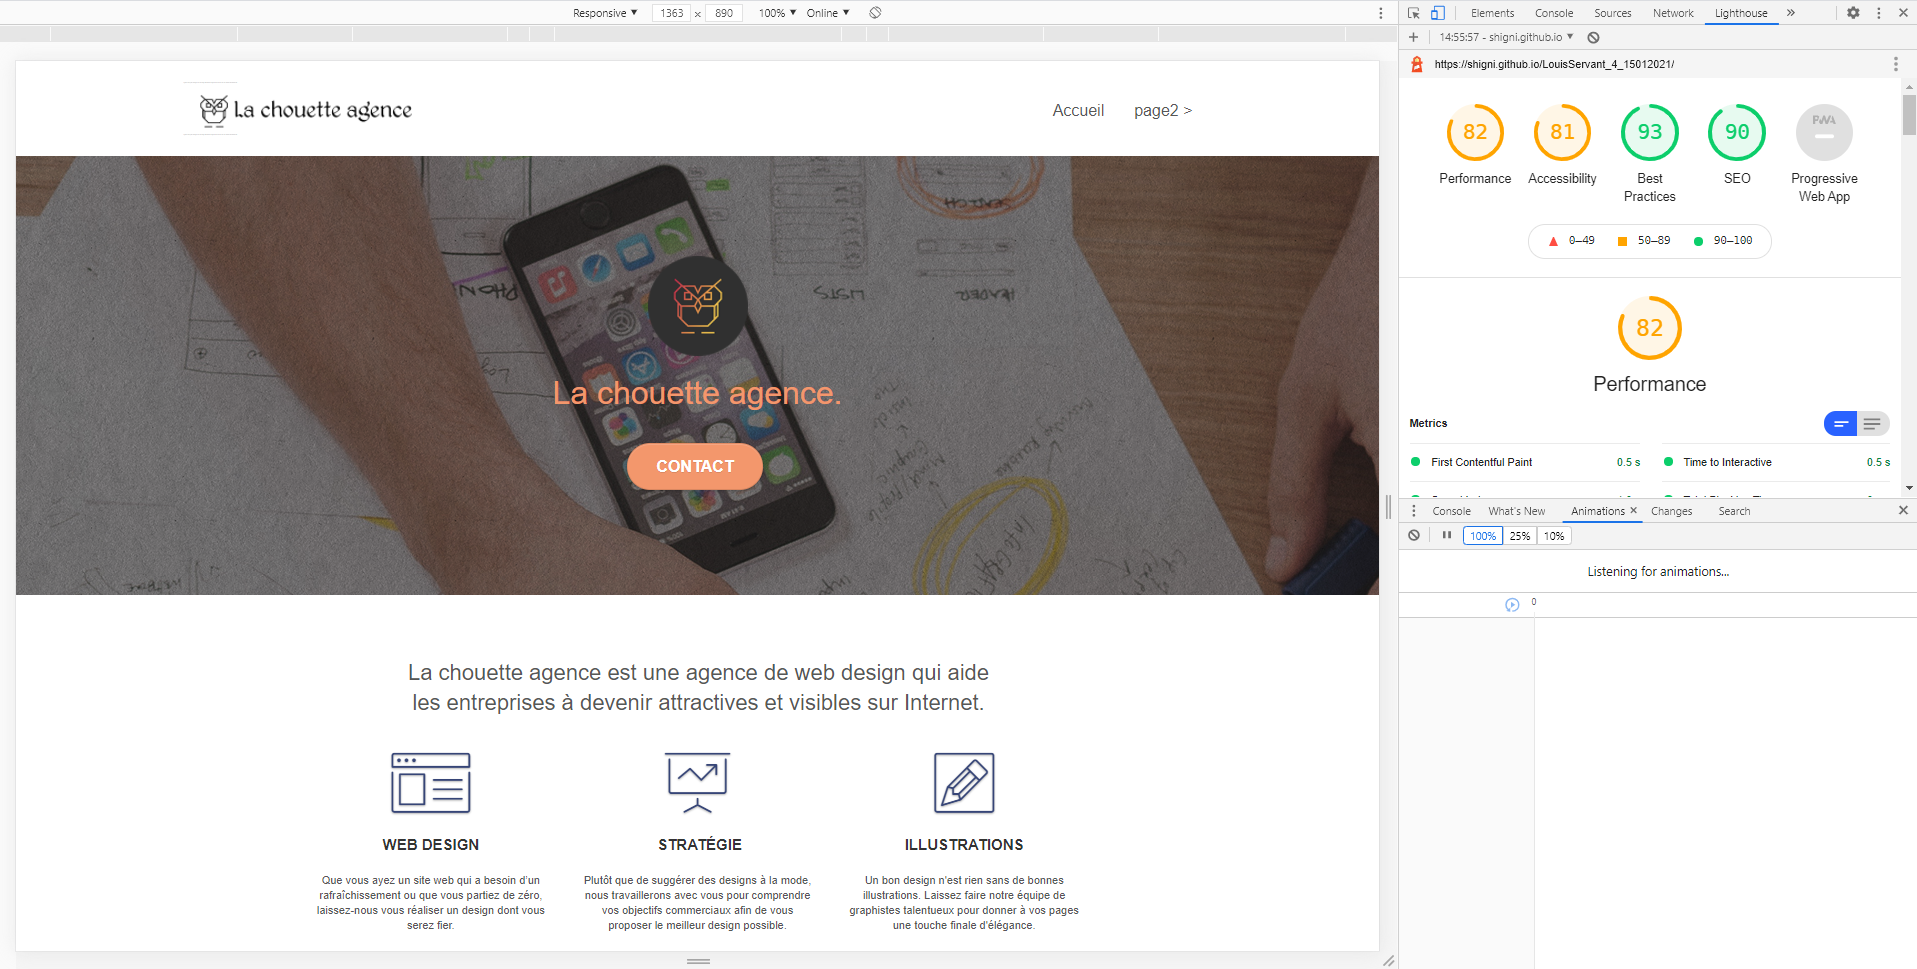 Responsive ▼ 1363 x 890 100% ▼ Online ▼
Elements Console Sources Network Lighthouse »
+ 14:55:57 - shigni.github.io ▼
https://shigni.github.io/LouisServant_4_15012021/
La chouette agence
Accueil page2 >
82 81 93 90 PWA
Performance Accessibility Best Practices SEO Progressive Web App
0–49 50–89 90–100
82
Performance
Metrics
First Contentful Paint 0.5 s Time to Interactive 0.5 s
SKETCH
PHON
LISTS
HEADER
La chouette agence.
CONTACT
Console What's New Animations × Changes Search
100% 25% 10%
Listening for animations...
0
La chouette agence est une agence de web design qui aide
les entreprises à devenir attractives et visibles sur Internet.
WEB DESIGN
Que vous ayez un site web qui a besoin d'un
rafraîchissement ou que vous partiez de zéro,
laissez-nous vous réaliser un design dont vous
serez fier.
STRATÉGIE
Plutôt que de suggérer des designs à la mode,
nous travaillerons avec vous pour comprendre
vos objectifs commerciaux afin de vous
proposer le meilleur design possible.
ILLUSTRATIONS
Un bon design n'est rien sans de bonnes
illustrations. Laissez faire notre équipe de
graphistes talentueux pour donner à vos pages
une touche finale d'élégance.